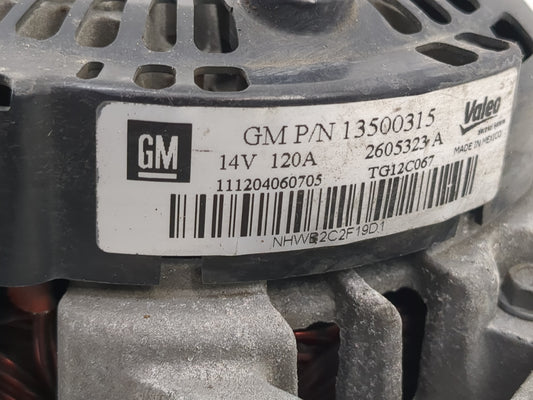 GM
GM P/N 13500315
14V 120A 2605323 A
111204060705 TG12C067
Valeo
MADE IN MEXICO
NHWB2C2F19D1